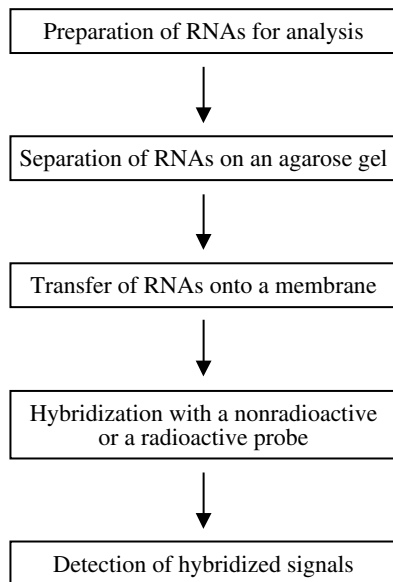 Preparation of RNAs for analysis
Separation of RNAs on an agarose gel
Transfer of RNAs onto a membrane
Hybridization with a nonradioactive
or a radioactive probe
Detection of hybridized signals